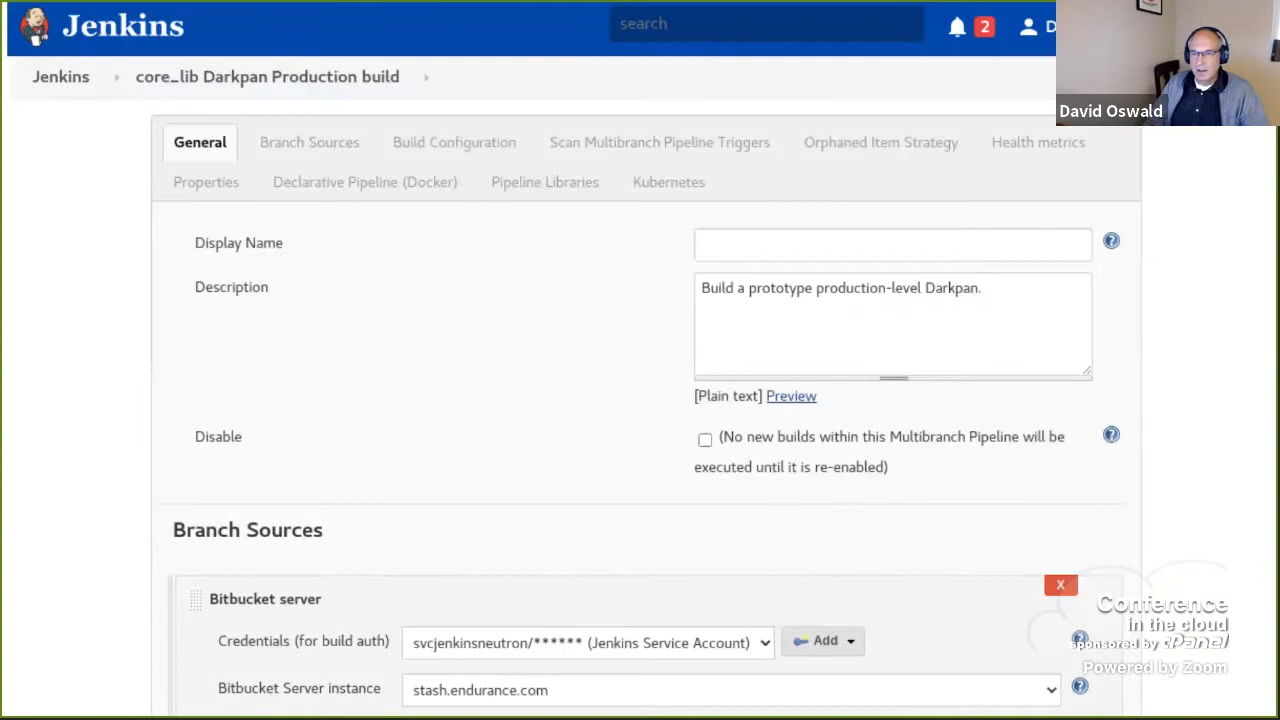 Jenkins
search
2
D
David Oswald
Jenkins
core_lib Darkpan Production build
General
Branch Sources
Build Configuration
Scan Multibranch Pipeline Triggers
Orphaned Item Strategy
Health metrics
Properties
Declarative Pipeline (Docker)
Pipeline Libraries
Kubernetes
Display Name
Description
Build a prototype production-level Darkpan.
[Plain text] Preview
Disable
(No new builds within this Multibranch Pipeline will be
executed until it is re-enabled)
Branch Sources
Bitbucket server
X
Credentials (for build auth)
svcjenkinsneutron/****** (Jenkins Service Account)
Add
Bitbucket Server instance
stash.endurance.com
Conference
in the cloud
sponsored by cPanel
Powered by Zoom